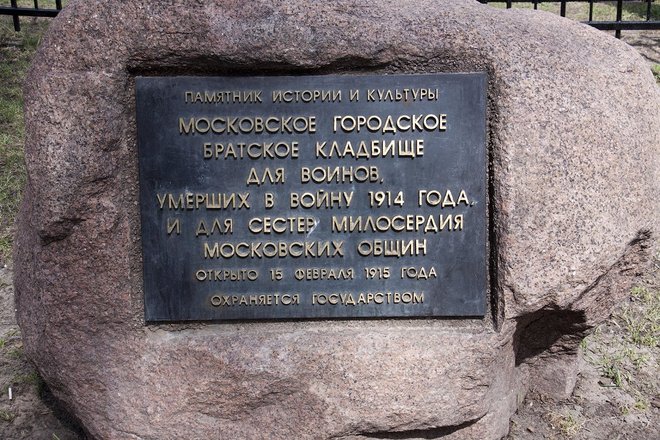 ПАМЯТНИК ИСТОРИИ И КУЛЬТУРЫ
МОСКОВСКОЕ ГОРОДСКОЕ
БРАТСКОЕ КЛАДБИЩЕ
ДЛЯ ВОИНОВ,
УМЕРШИХ В ВОЙНУ 1914 ГОДА,
И ДЛЯ СЕСТЕР МИЛОСЕРДИЯ
МОСКОВСКИХ ОБЩИН
ОТКРЫТО 15 ФЕВРАЛЯ 1915 ГОДА
ОХРАНЯЕТСЯ ГОСУДАРСТВОМ